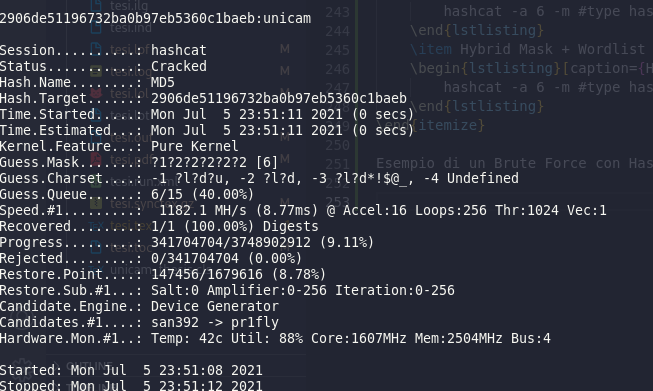 2906de51196732ba0b97eb5360c1baeb:unicam
Session..........: hashcat
Status...........: Cracked
Hash.Name........: MD5
Hash.Target......: 2906de51196732ba0b97eb5360c1baeb
Time.Started.....: Mon Jul  5 23:51:11 2021 (0 secs)
Time.Estimated...: Mon Jul  5 23:51:11 2021 (0 secs)
Kernel.Feature...: Pure Kernel
Guess.Mask.......: ?1?2?2?2?2?2 [6]
Guess.Charset....: -1 ?l?d?u, -2 ?l?d, -3 ?l?d*!$@_, -4 Undefined
Guess.Queue......: 6/15 (40.00%)
Speed.#1.........:  1182.1 MH/s (8.77ms) @ Accel:16 Loops:256 Thr:1024 Vec:1
Recovered........: 1/1 (100.00%) Digests
Progress.........: 341704704/3748902912 (9.11%)
Rejected.........: 0/341704704 (0.00%)
Restore.Point....: 147456/1679616 (8.78%)
Restore.Sub.#1...: Salt:0 Amplifier:0-256 Iteration:0-256
Candidate.Engine.: Device Generator
Candidates.#1....: san392 -> pr1fly
Hardware.Mon.#1..: Temp: 42c Util: 88% Core:1607MHz Mem:2504MHz Bus:4
Started: Mon Jul  5 23:51:08 2021
Stopped: Mon Jul  5 23:51:12 2021
243 hashcat -a 6 -m #type has
244 \end{lstlisting}
245 \item Hybrid Mask + Wordlist
246 \begin{lstlisting}[caption={H
247 hashcat -a 6 -m #type has
\end{lstlisting}
\end{itemize}
250
251 Esempio di un Brute Force con Has
253